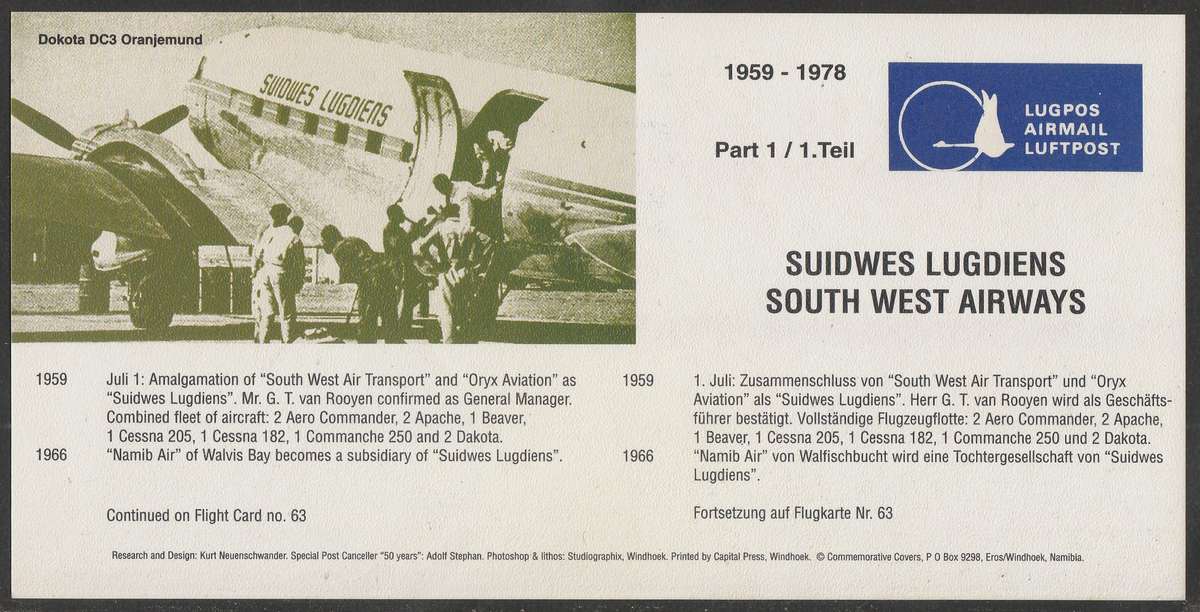 Dokota DC3 Oranjemund
SUIDWES LUGDIENS
1959 - 1978
Part 1 / 1.Teil
LUGPOS
AIRMAIL
LUFTPOST
SUIDWES LUGDIENS
SOUTH WEST AIRWAYS
1959 Juli 1: Amalgamation of “South West Air Transport” and “Oryx Aviation” as
“Suidwes Lugdiens”. Mr. G. T. van Rooyen confirmed as General Manager.
Combined fleet of aircraft: 2 Aero Commander, 2 Apache, 1 Beaver,
1 Cessna 205, 1 Cessna 182, 1 Commanche 250 and 2 Dakota.
1966 “Namib Air” of Walvis Bay becomes a subsidiary of “Suidwes Lugdiens”.
Continued on Flight Card no. 63
1959 1. Juli: Zusammenschluss von “South West Air Transport” und “Oryx
Aviation” als “Suidwes Lugdiens”. Herr G. T. van Rooyen wird als Geschäfts-
führer bestätigt. Vollständige Flugzeugflotte: 2 Aero Commander, 2 Apache,
1 Beaver, 1 Cessna 205, 1 Cessna 182, 1 Commanche 250 und 2 Dakota.
1966 “Namib Air” von Walfischbucht wird eine Tochtergesellschaft von “Suidwes
Lugdiens”.
Fortsetzung auf Flugkarte Nr. 63
Research and Design: Kurt Neuenschwander. Special Post Canceller “50 years”: Adolf Stephan. Photoshop & lithos: Studiographix, Windhoek. Printed by Capital Press, Windhoek. © Commemorative Covers, P O Box 9298, Eros/Windhoek, Namibia.